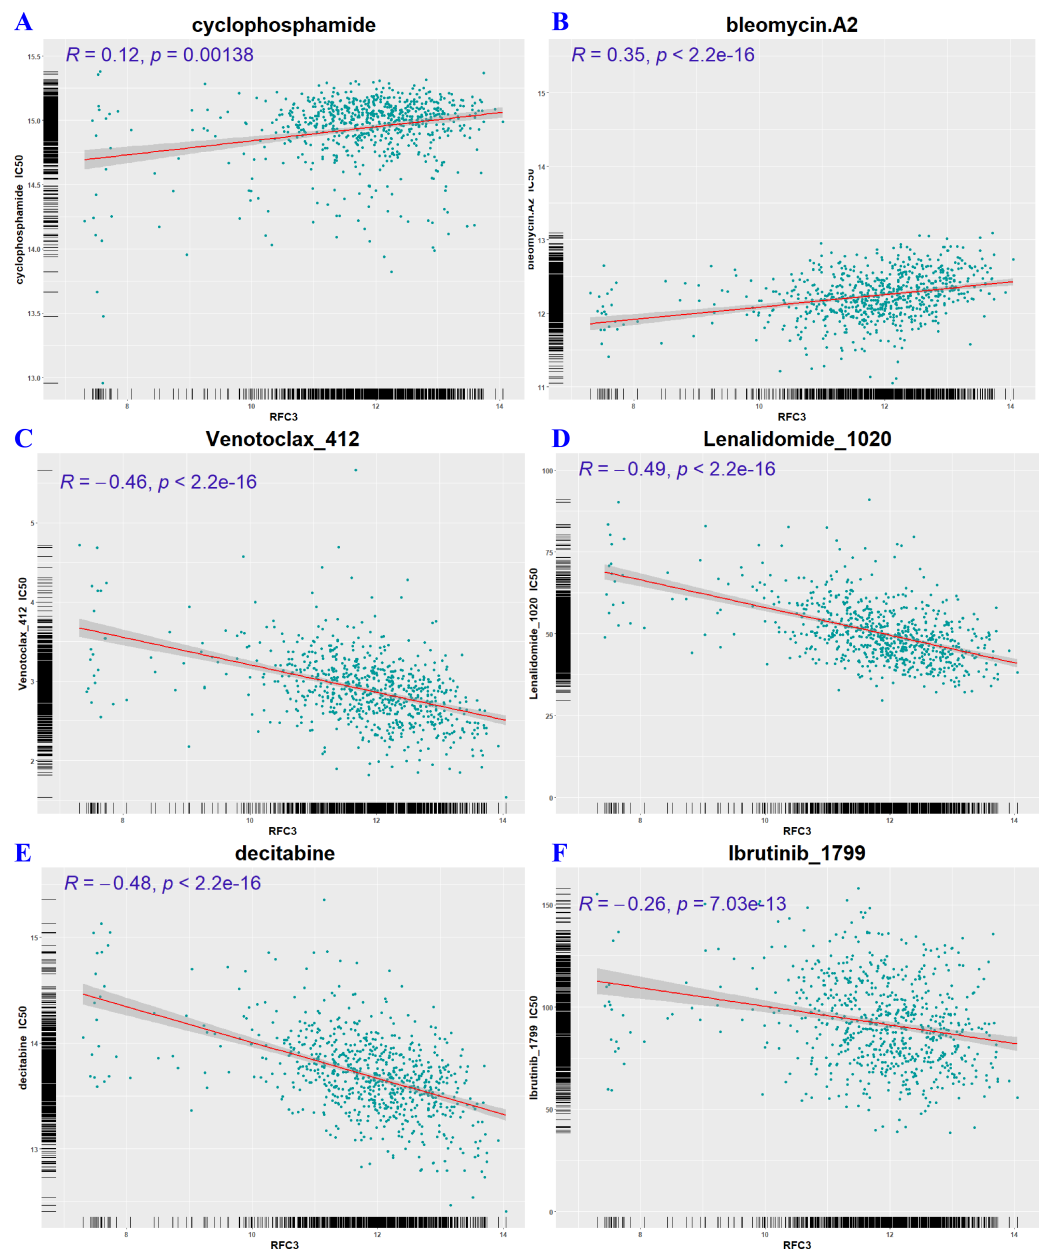 A
cyclophosphamide
R = 0.12, p = 0.00138
15.5
15.0
14.5
14.0
13.5
13.0
cyclophosphamide IC50
8 10 12 14
RFC3
B
bleomycin.A2
R = 0.35, p < 2.2e-16
15
14
13
12
11
bleomycin.A2 IC50
8 10 12 14
RFC3
C
Venotoclax_412
R = −0.46, p < 2.2e-16
5
4
3
2
Venotoclax_412 IC50
8 10 12 14
RFC3
D
Lenalidomide_1020
R = −0.49, p < 2.2e-16
100
75
50
25
0
Lenalidomide_1020 IC50
8 10 12 14
RFC3
E
decitabine
R = −0.48, p < 2.2e-16
15
14
13
decitabine IC50
8 10 12 14
RFC3
F
Ibrutinib_1799
R = −0.26, p = 7.03e-13
150
100
50
0
Ibrutinib_1799 IC50
8 10 12 14
RFC3